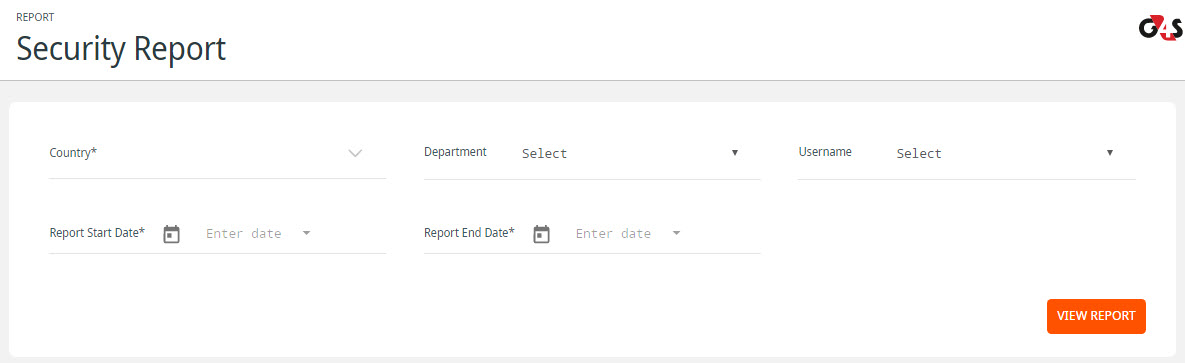 REPORT
Security Report
G4S
Country*
Department Select
Username Select
Report Start Date* Enter date
Report End Date* Enter date
VIEW REPORT